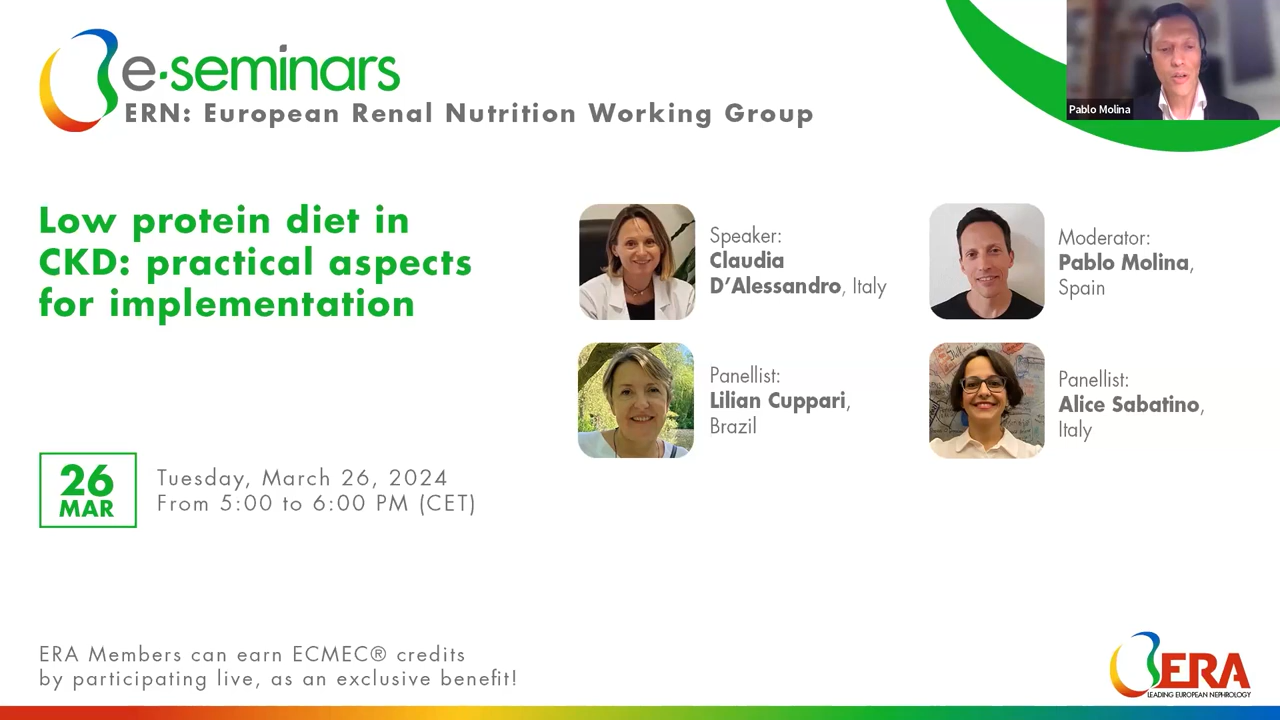 e-seminars
ERN: European Renal Nutrition Working Group
Pablo Molina
Low protein diet in
CKD: practical aspects
for implementation
Speaker:
Claudia
D’Alessandro, Italy
Moderator:
Pablo Molina,
Spain
Panellist:
Lilian Cuppari,
Brazil
Panellist:
Alice Sabatino,
Italy
26
MAR
Tuesday, March 26, 2024
From 5:00 to 6:00 PM (CET)
ERA Members can earn ECMEC® credits
by participating live, as an exclusive benefit!
ERA
LEADING EUROPEAN NEPHROLOGY